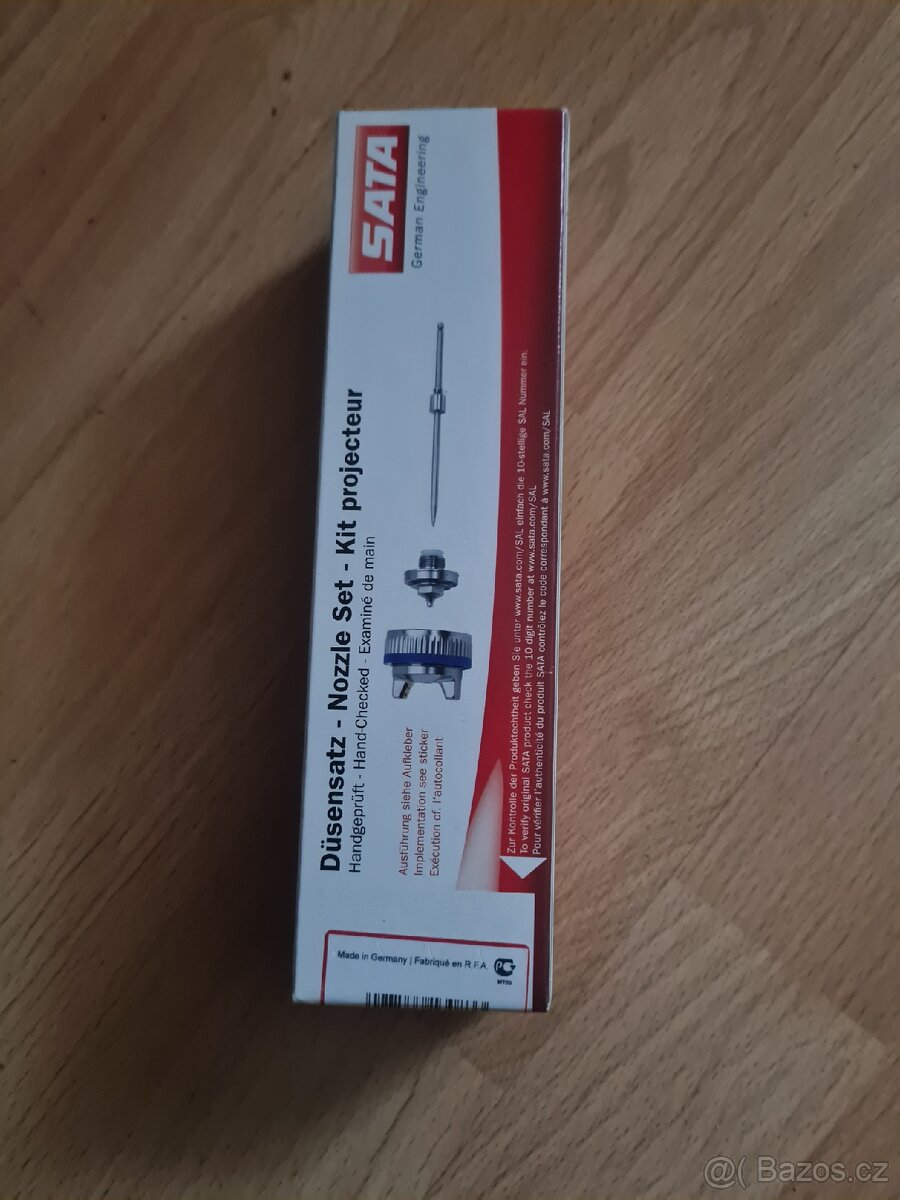 SATA
German Engineering
Düsensatz - Nozzle Set - Kit projecteur
Handgeprüft - Hand-Checked - Examiné de main
Ausführung siehe Aufkleber
Implementation see sticker
Exécution cf. l'autocollant
Zur Kontrolle der Produktechtheit geben Sie unter www.sata.com/SAL einfach die 10-stellige SAL Nummer ein.
To verify original SATA product check the 10 digit number at www.sata.com/SAL
Pour vérifier l'authenticité du produit SATA contrôlez le code correspondant à www.sata.com/SAL
Made in Germany | Fabriqué en R.F.A
@( Bazos.cz